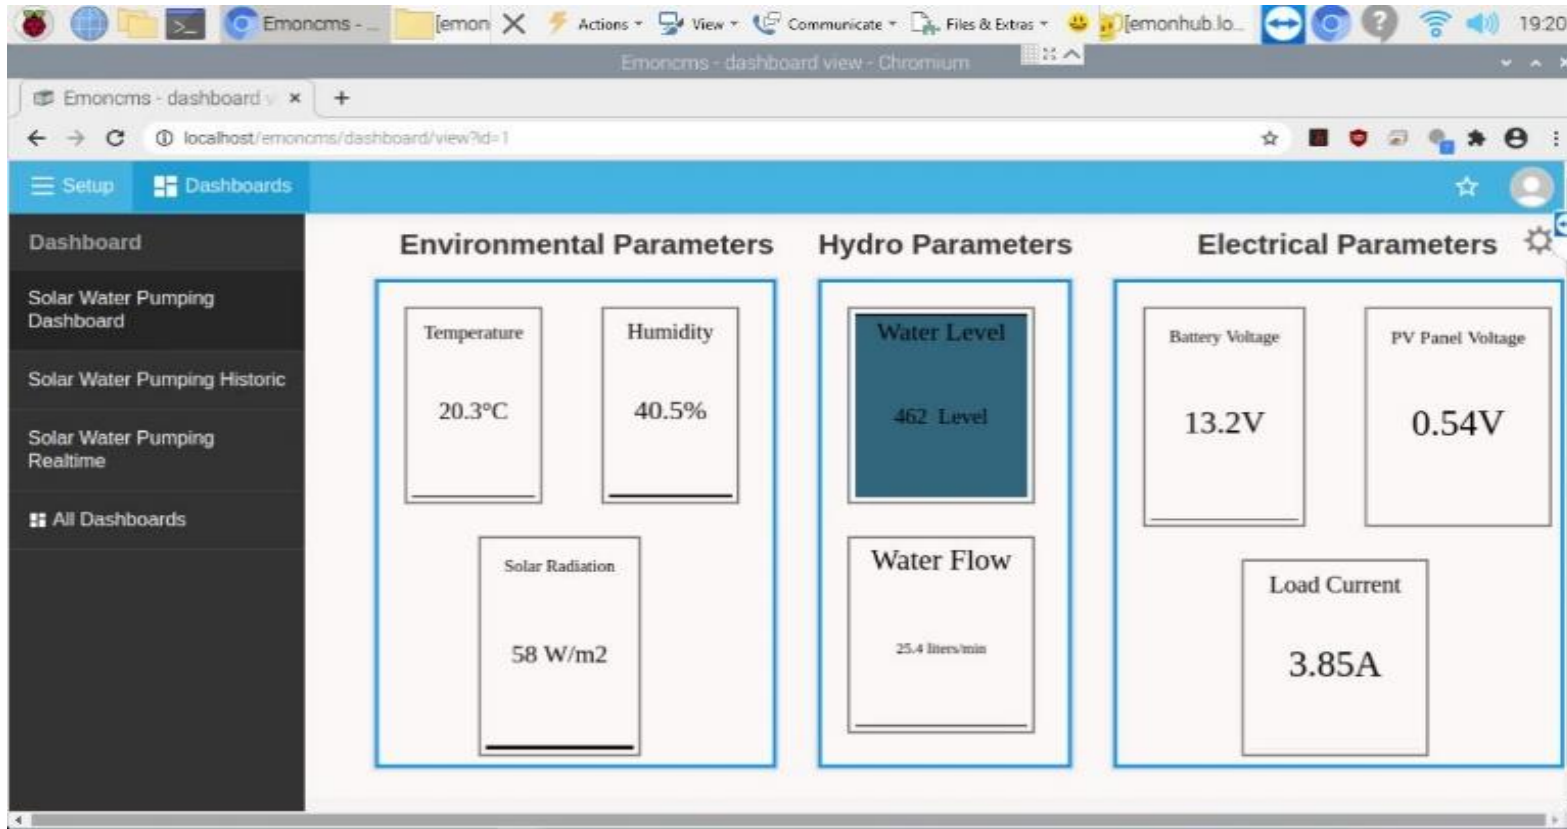 Emoncms - ...
[emon
Actions
View
Communicate
Files & Extras
[emonhub.lo...
19:20
Emoncms - dashboard view - Chromium
Emoncms - dashboard v
localhost/emoncms/dashboard/view?id=1
Setup
Dashboards
Dashboard
Solar Water Pumping
Dashboard
Solar Water Pumping Historic
Solar Water Pumping
Realtime
All Dashboards
Environmental Parameters
Temperature
20.3°C
Humidity
40.5%
Solar Radiation
58 W/m2
Hydro Parameters
Water Level
462 Level
Water Flow
25.4 liters/min
Electrical Parameters
Battery Voltage
13.2V
PV Panel Voltage
0.54V
Load Current
3.85A